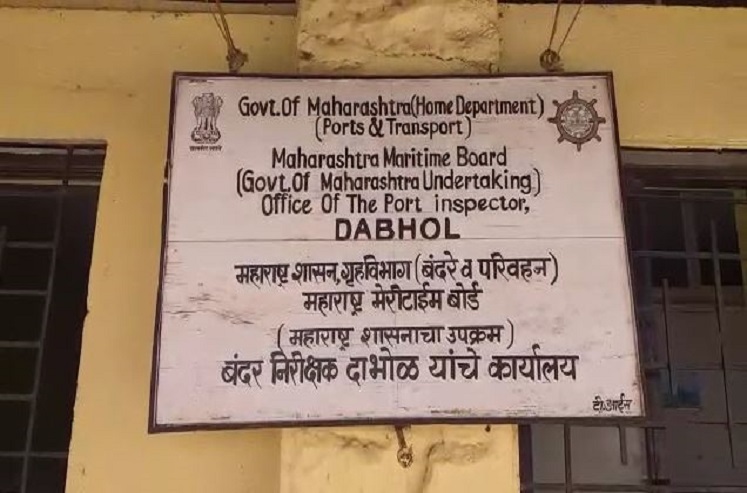 Govt.Of Maharashtra(Home Department)
(Ports & Transport)
Maharashtra Maritime Board
(Govt.Of Maharashtra Undertaking)
Office Of The Port inspector,
DABHOL
महाराष्ट्र शासन,गृहविभाग (बंदरे व परिवहन)
महाराष्ट्र मेरीटाईम बोर्ड
(महाराष्ट्र शासनाचा उपक्रम)
बंदर निरीक्षक दाभोळ यांचे कार्यालय
टी.आर्ट्स